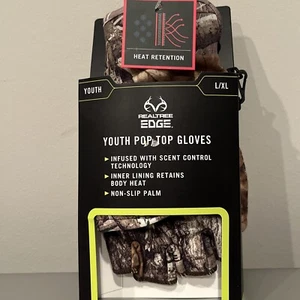 HEAT RETENTION
YOUTH
L/XL
REALTREE
EDGE
YOUTH POP TOP GLOVES
INFUSED WITH SCENT CONTROL
TECHNOLOGY
INNER LINING RETAINS
BODY HEAT
NON-SLIP PALM